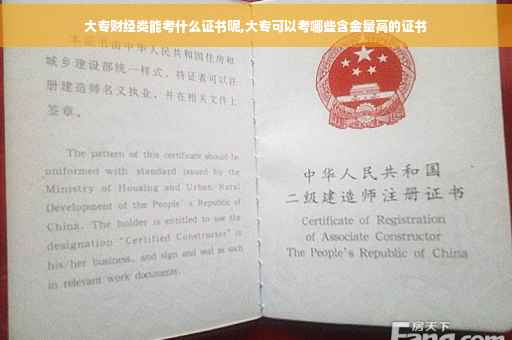 大专财经类能考什么证书呢,大专可以考哪些含金量高的证书
本证书由中华人民共和国住房和
城乡建设部统一样式，持证表可以在
册建造师名义执业，并在相关文件上
签章。
The pattern of this certificate should be
uniformed with standard issued by the
Ministry of Housing and Urban Rural
Development of the People's Republic of
China. The holder is entitled to use the
designation "Certified Constructor" in
his/her business, and sign and seal as such
in relevant work documents.
中华人民共和国
二级建造师注册证书
Certificate of Registration
of Associate Constructor
The People's Republic of China
房天下
Fang.com